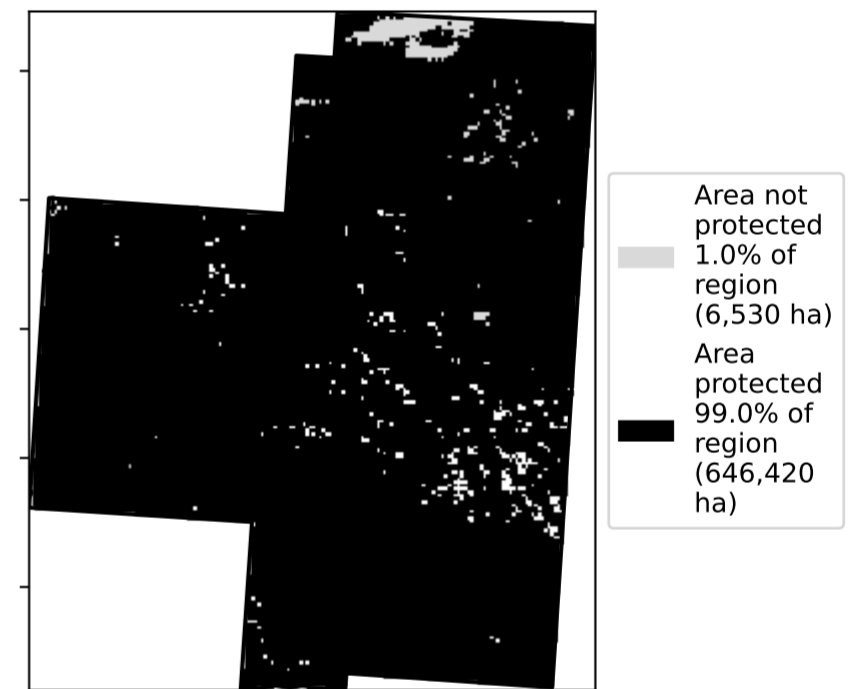 Area not
protected
1.0% of
region
(6,530 ha)
Area
protected
99.0% of
region
(646,420
ha)